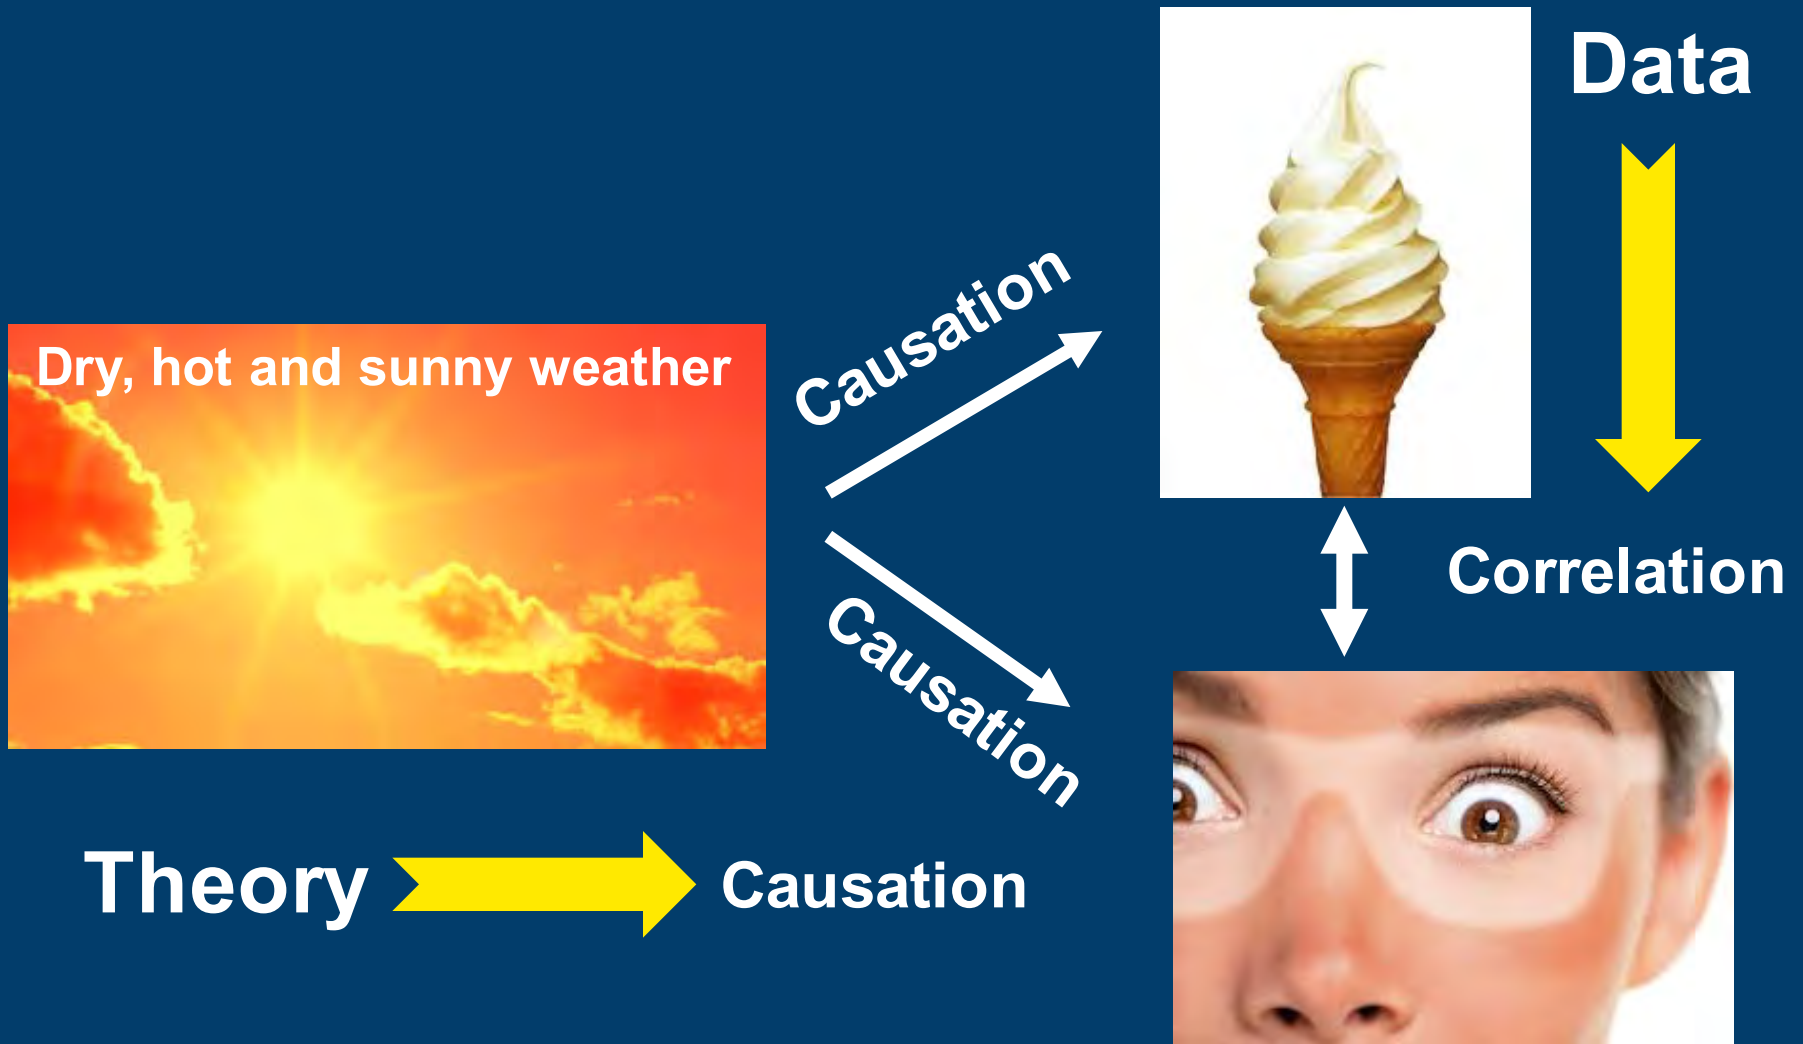 Data
Dry, hot and sunny weather
Causation
Correlation
Causation
Theory
Causation